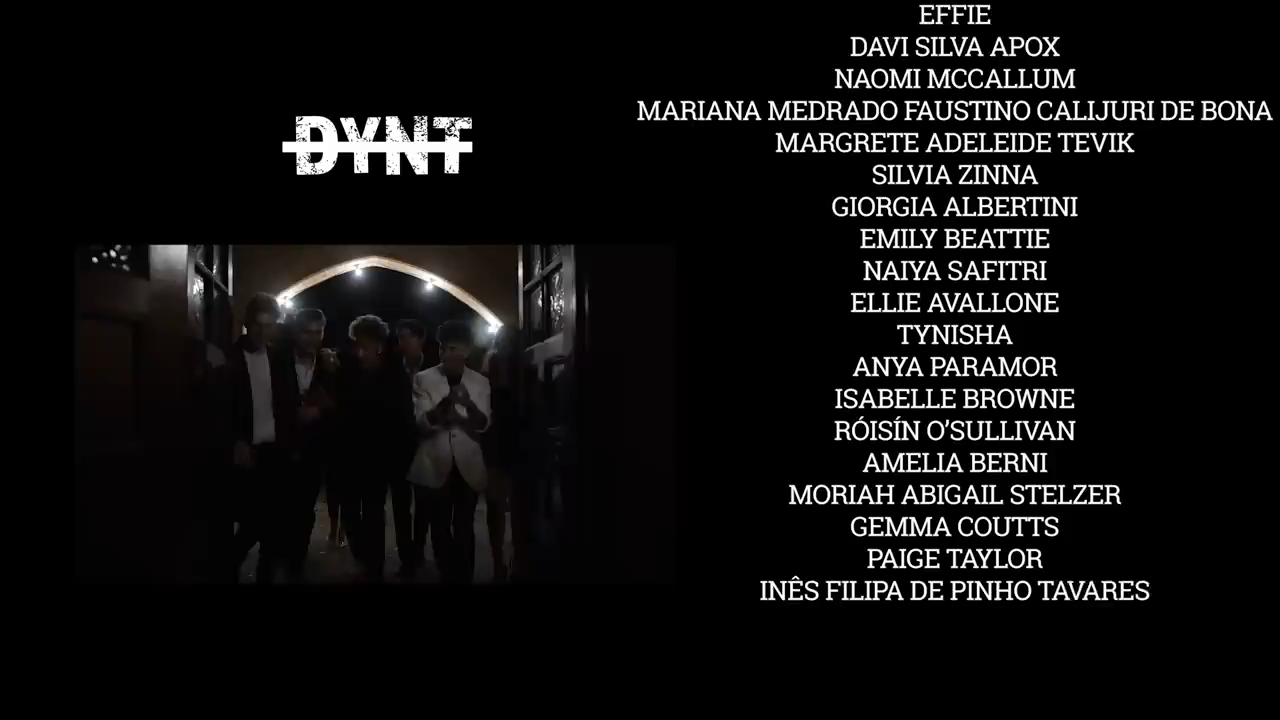 DYNT
EFFIE
DAVI SILVA APOX
NAOMI MCCALLUM
MARIANA MEDRADO FAUSTINO CALIJURI DE BONA
MARGRETE ADELEIDE TEVIK
SILVIA ZINNA
GIORGIA ALBERTINI
EMILY BEATTIE
NAIYA SAFITRI
ELLIE AVALLONE
TYNISHA
ANYA PARAMOR
ISABELLE BROWNE
RÓISÍN O’SULLIVAN
AMELIA BERNI
MORIAH ABIGAIL STELZER
GEMMA COUTTS
PAIGE TAYLOR
INÊS FILIPA DE PINHO TAVARES